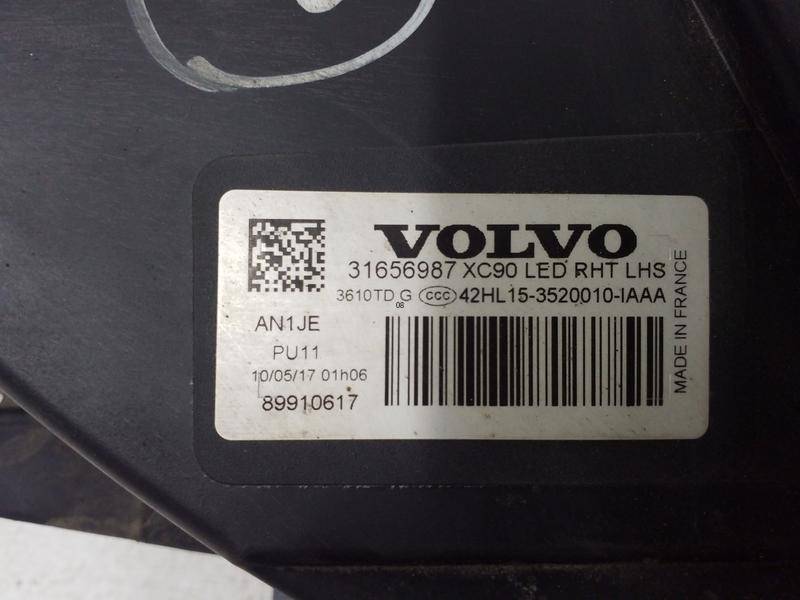 VOLVO
31656987 XC90 LED RHT LHS
3610TD G 08 CCC 42HL15-3520010-IAAA
AN1JE
PU11
10/05/17 01h06
89910617
MADE IN FRANCE